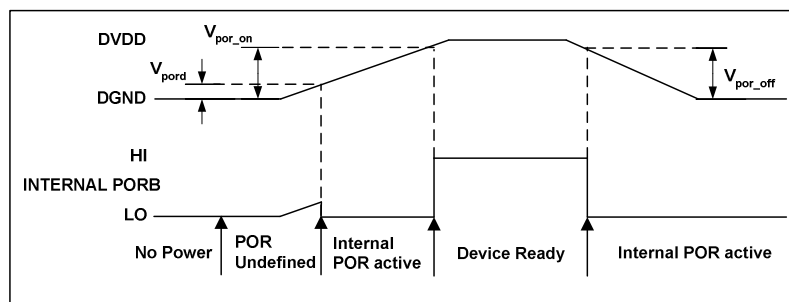 DVDD
V_por_on
V_pord
V_por_off
DGND
HI
INTERNAL PORB
LO
No Power
POR
Undefined
Internal
POR active
Device Ready
Internal POR active